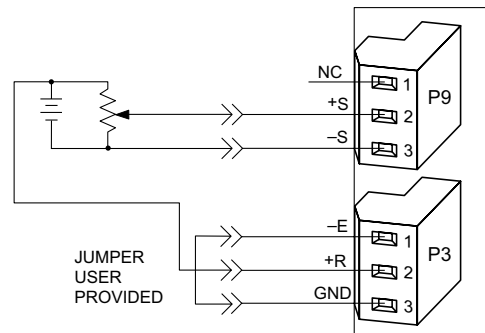 NC 1
+S 2
–S 3
P9
–E 1
+R 2
GND 3
P3
JUMPER
USER
PROVIDED